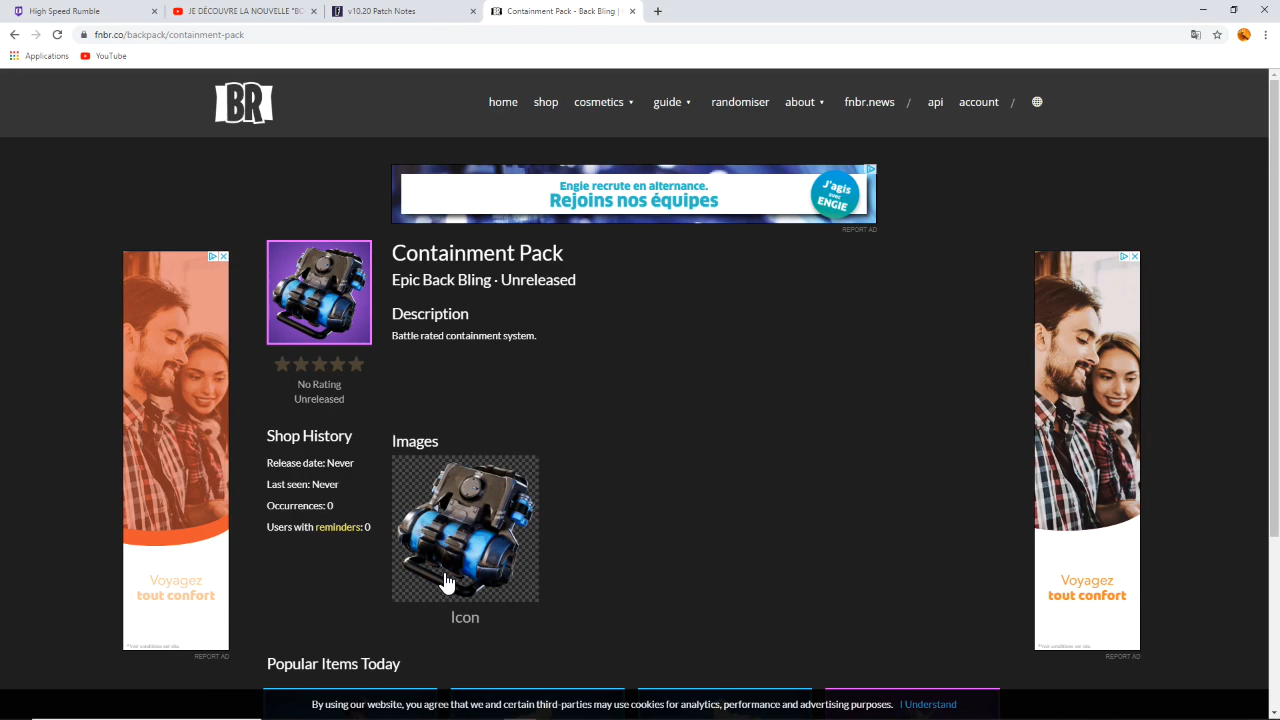 High Speed Rumble
JE DÉCOUVRE LA NOUVELLE "BC
v10.20 Patch Notes
Containment Pack - Back Bling |
fnbr.co/backpack/containment-pack
Applications
YouTube
BR
home
shop
cosmetics
guide
randomiser
about
fnbr.news
/
api
account
/
Engie recrute en alternance.
Rejoins nos équipes
J'agis
avec
ENGIE
REPORT AD
Containment Pack
Epic Back Bling · Unreleased
Description
Battle rated containment system.
No Rating
Unreleased
Shop History
Release date: Never
Last seen: Never
Occurrences: 0
Users with reminders: 0
Images
Icon
Voyagez
tout confort
REPORT AD
Voyagez
tout confort
REPORT AD
Popular Items Today
By using our website, you agree that we and certain third-parties may use cookies for analytics, performance and advertising purposes. I Understand